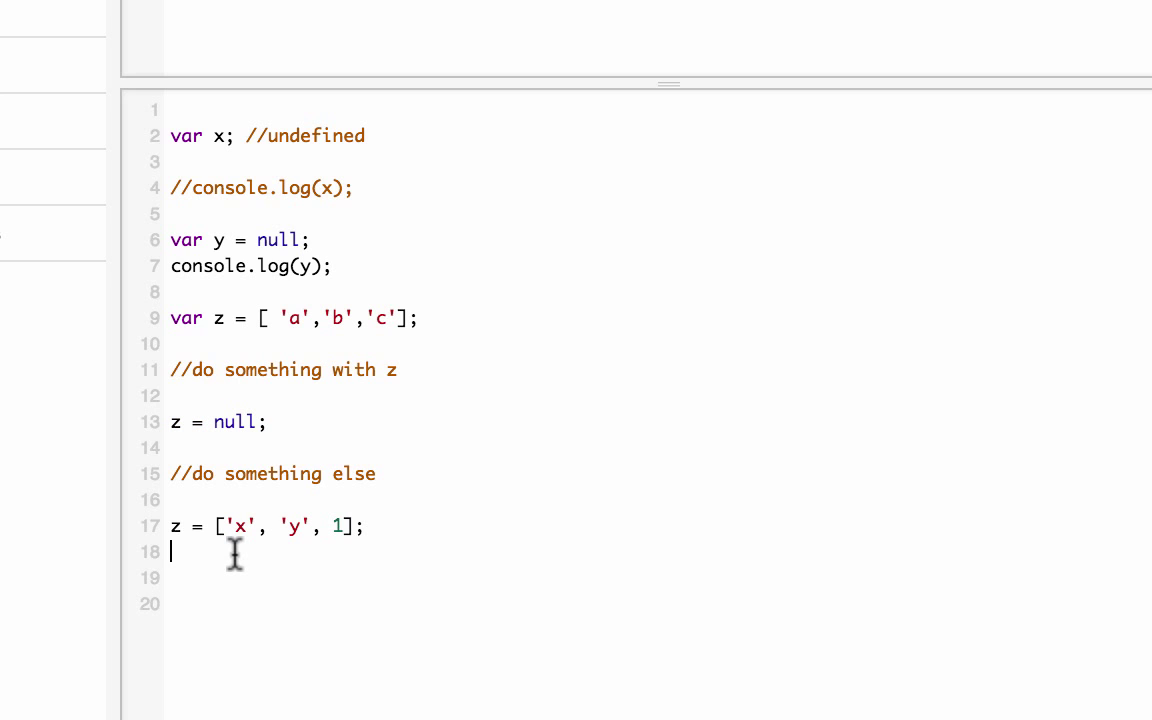 1
2 var x; //undefined
3
4 //console.log(x);
5
6 var y = null;
7 console.log(y);
8
9 var z = [ 'a','b','c'];
10
11 //do something with z
12
13 z = null;
14
15 //do something else
16
17 z = ['x', 'y', 1];
18
19
20